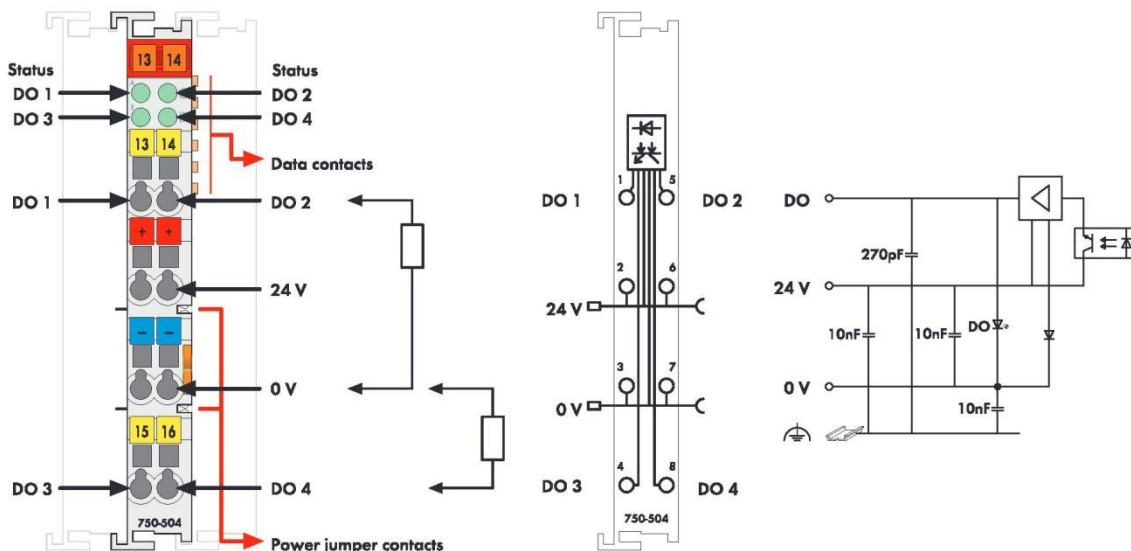 13 14
Status Status
DO 1 DO 2
DO 3 DO 4
13 14
Data contacts
DO 1 DO 2
+ +
24 V
- -
0 V
15 16
DO 3 DO 4
750-504
Power jumper contacts
1 5
DO 1 DO 2
2 6
24 V
3 7
0 V
4 8
DO 3 DO 4
750-504
DO
270pF
24 V
10nF 10nF DO
0 V
10nF